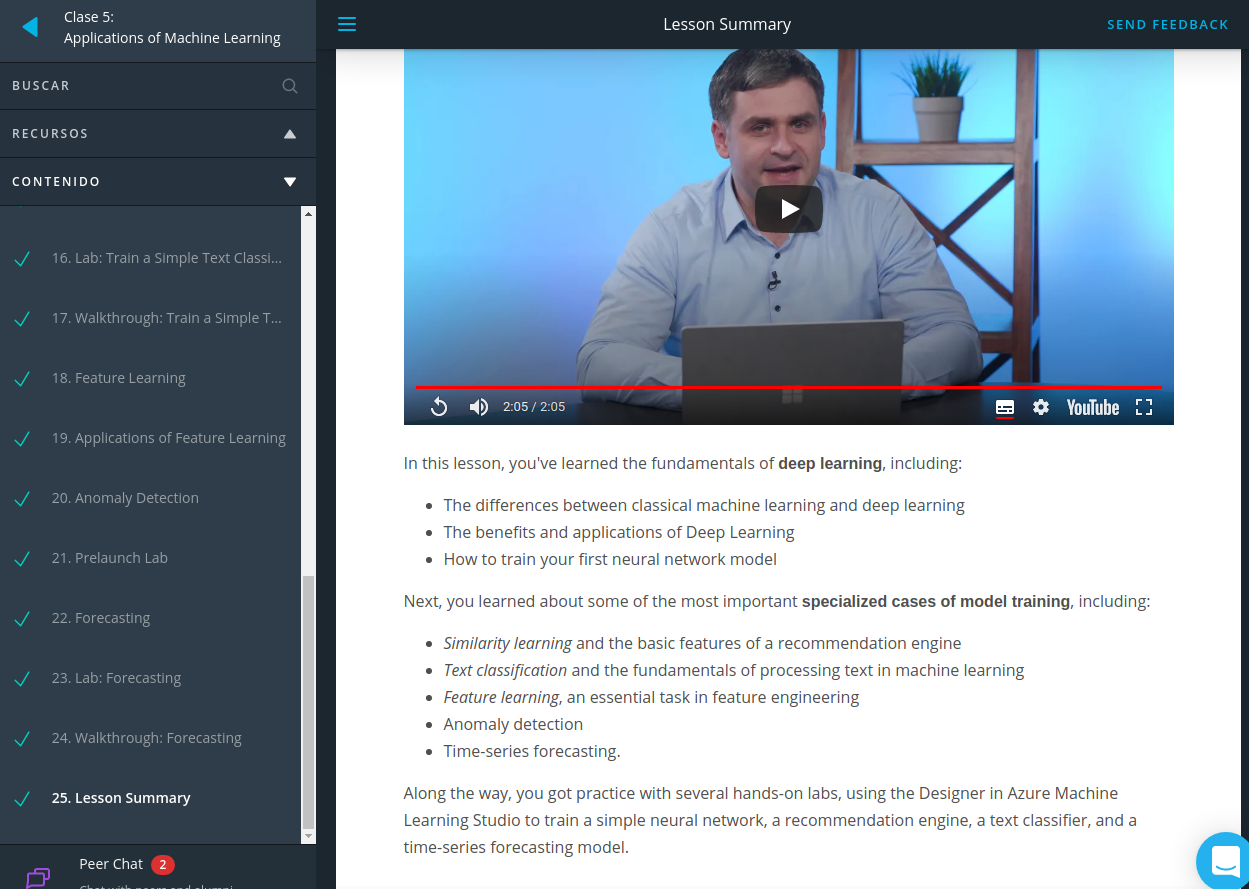 Clase 5:
Applications of Machine Learning
BUSCAR
RECURSOS
CONTENIDO
16. Lab: Train a Simple Text Classi...
17. Walkthrough: Train a Simple T...
18. Feature Learning
19. Applications of Feature Learning
20. Anomaly Detection
21. Prelaunch Lab
22. Forecasting
23. Lab: Forecasting
24. Walkthrough: Forecasting
25. Lesson Summary
Peer Chat 2
Chat with peers and alumni
Lesson Summary
SEND FEEDBACK
2:05 / 2:05
YouTube
In this lesson, you've learned the fundamentals of deep learning, including:
• The differences between classical machine learning and deep learning
• The benefits and applications of Deep Learning
• How to train your first neural network model
Next, you learned about some of the most important specialized cases of model training, including:
• Similarity learning and the basic features of a recommendation engine
• Text classification and the fundamentals of processing text in machine learning
• Feature learning, an essential task in feature engineering
• Anomaly detection
• Time-series forecasting.
Along the way, you got practice with several hands-on labs, using the Designer in Azure Machine
Learning Studio to train a simple neural network, a recommendation engine, a text classifier, and a
time-series forecasting model.